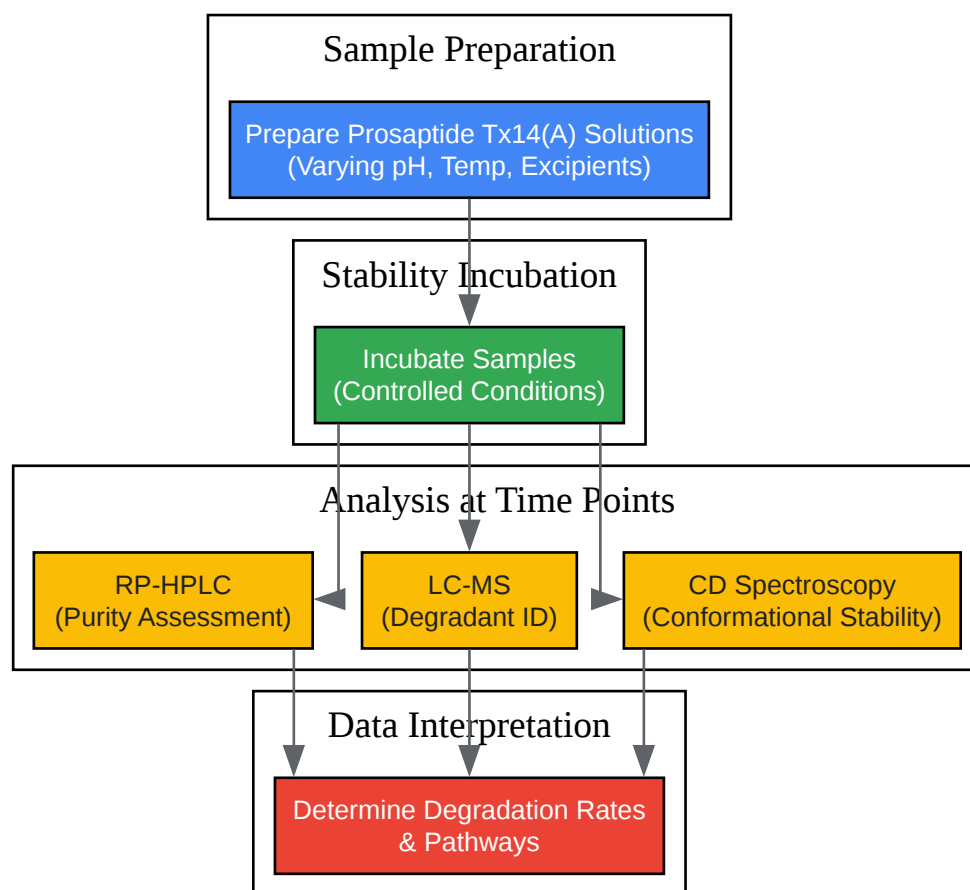 Sample Preparation
Prepare Prosaptide Tx14(A) Solutions
(Varying pH, Temp, Excipients)
Stability Incubation
Incubate Samples
(Controlled Conditions)
Analysis at Time Points
RP-HPLC
(Purity Assessment)
LC-MS
(Degradant ID)
CD Spectroscopy
(Conformational Stability)
Data Interpretation
Determine Degradation Rates
& Pathways